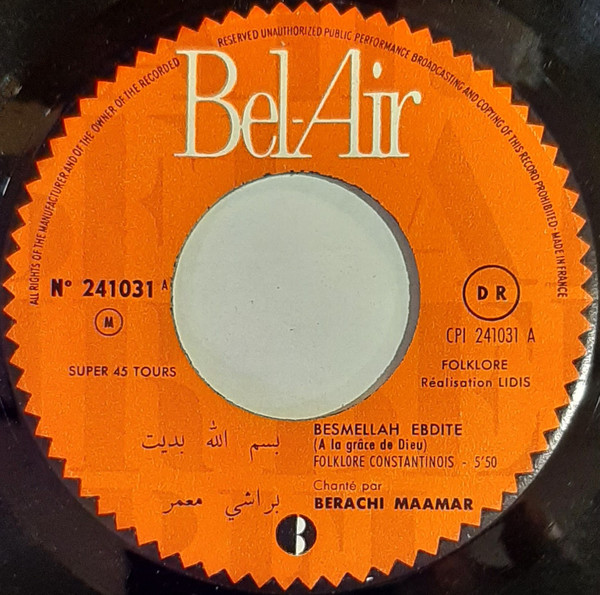 ALL RIGHTS OF THE MANUFACTURER AND OF THE OWNER OF THE RECORDED
RESERVED UNAUTHORIZED PUBLIC PERFORMANCE BROADCASTING AND COPYING OF THIS RECORD PROHIBITED - MADE IN FRANCE
Bel-Air
N° 241031 A
M
SUPER 45 TOURS
D R
CPI 241031 A
FOLKLORE
Réalisation LIDIS
بسم الله بديت
BESMELLAH EBDITE
(A la grâce de Dieu)
FOLKLORE CONSTANTINOIS - 5'50
Chanté par
براشي معمر
BERACHI MAAMAR
B